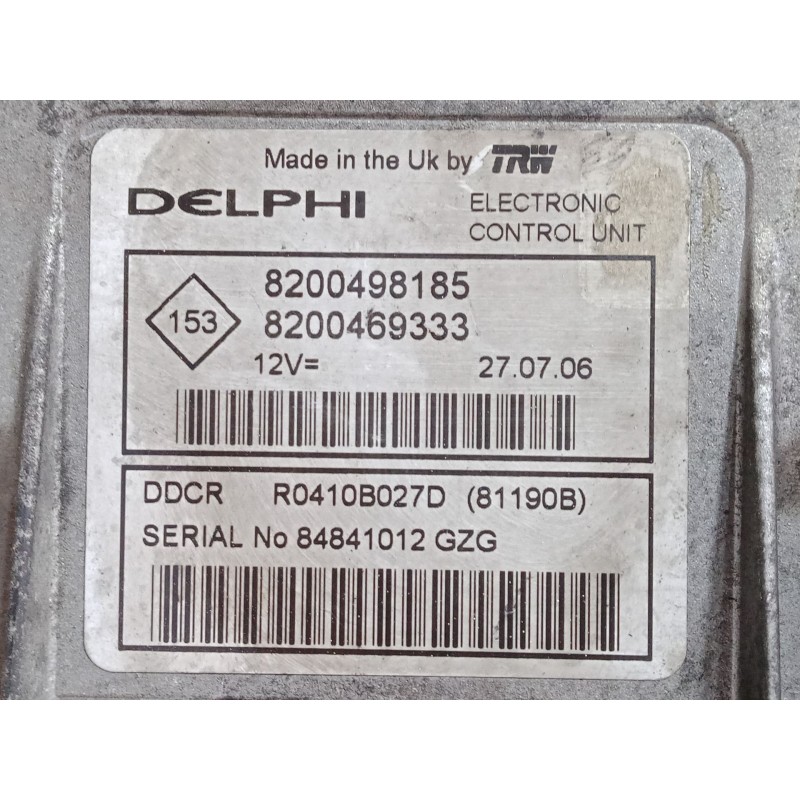 Made in the Uk by TRW
DELPHI
ELECTRONIC
CONTROL UNIT
153
8200498185
8200469333
12V=
27.07.06
DDCR R0410B027D (81190B)
SERIAL No 84841012 GZG